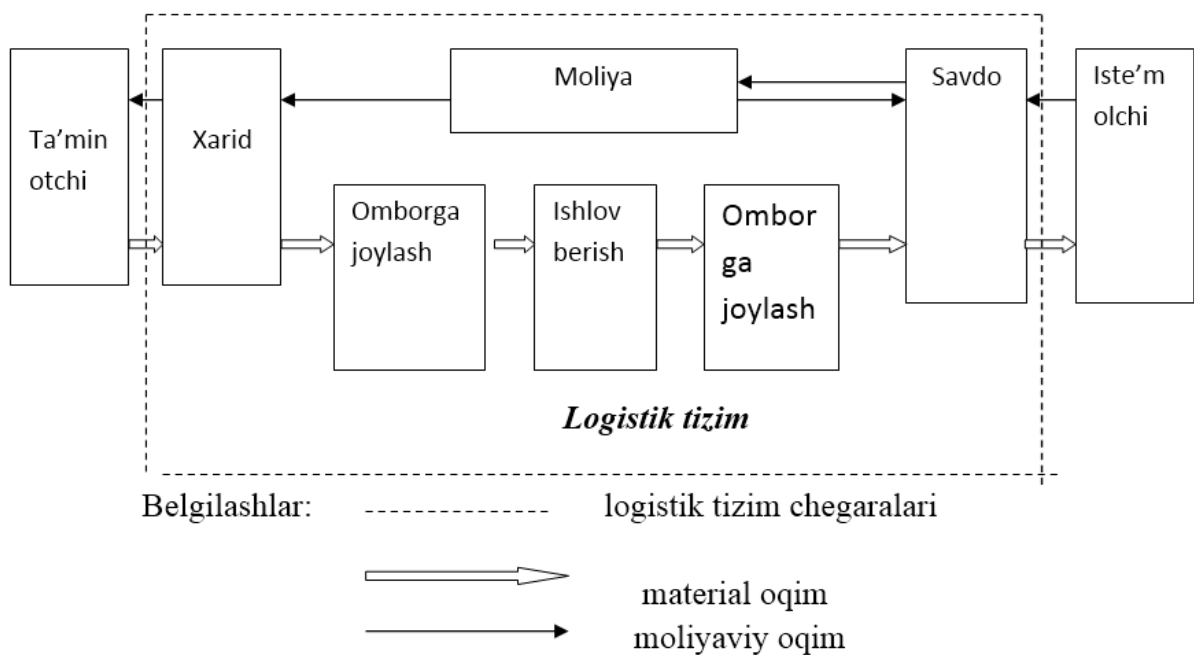 Ta’min
otchi
Xarid
Moliya
Savdo
Iste’m
olchi
Omborga
joylash
Ishlov
berish
Ombor
ga
joylash
Logistik tizim
Belgilashlar:
logistik tizim chegaralari
material oqim
moliyaviy oqim